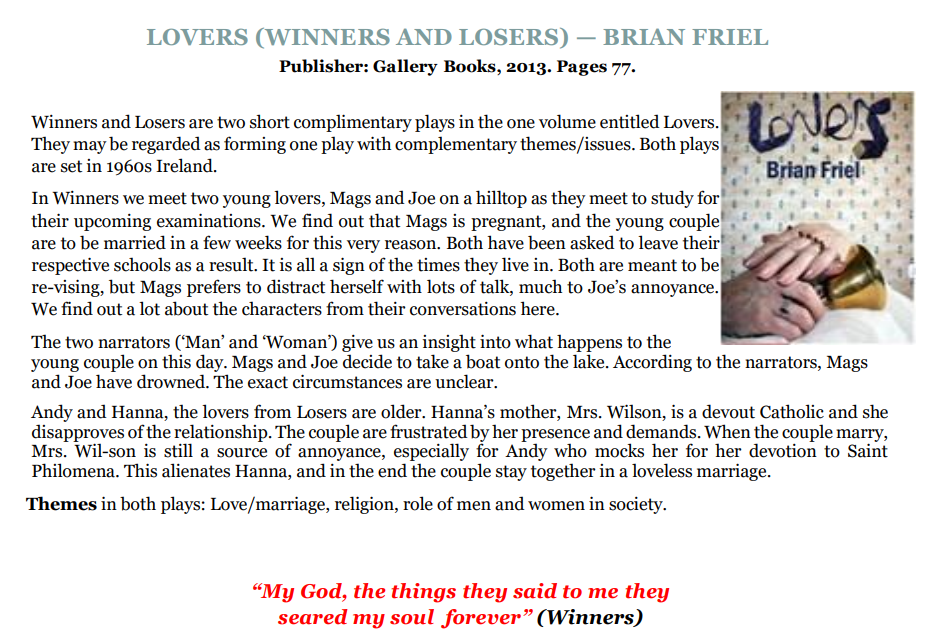 LOVERS (WINNERS AND LOSERS) — BRIAN FRIEL
Publisher: Gallery Books, 2013. Pages 77.
Winners and Losers are two short complimentary plays in the one volume entitled Lovers.
They may be regarded as forming one play with complementary themes/issues. Both plays
are set in 1960s Ireland.
In Winners we meet two young lovers, Mags and Joe on a hilltop as they meet to study for
their upcoming examinations. We find out that Mags is pregnant, and the young couple
are to be married in a few weeks for this very reason. Both have been asked to leave their
respective schools as a result. It is all a sign of the times they live in. Both are meant to be
re-vising, but Mags prefers to distract herself with lots of talk, much to Joe’s annoyance.
We find out a lot about the characters from their conversations here.
Lovers
Brian Friel
The two narrators (‘Man’ and ‘Woman’) give us an insight into what happens to the
young couple on this day. Mags and Joe decide to take a boat onto the lake. According to the narrators, Mags
and Joe have drowned. The exact circumstances are unclear.
Andy and Hanna, the lovers from Losers are older. Hanna’s mother, Mrs. Wilson, is a devout Catholic and she
disapproves of the relationship. The couple are frustrated by her presence and demands. When the couple marry,
Mrs. Wil-son is still a source of annoyance, especially for Andy who mocks her for her devotion to Saint
Philomena. This alienates Hanna, and in the end the couple stay together in a loveless marriage.
Themes in both plays: Love/marriage, religion, role of men and women in society.
“My God, the things they said to me they
seared my soul forever” (Winners)